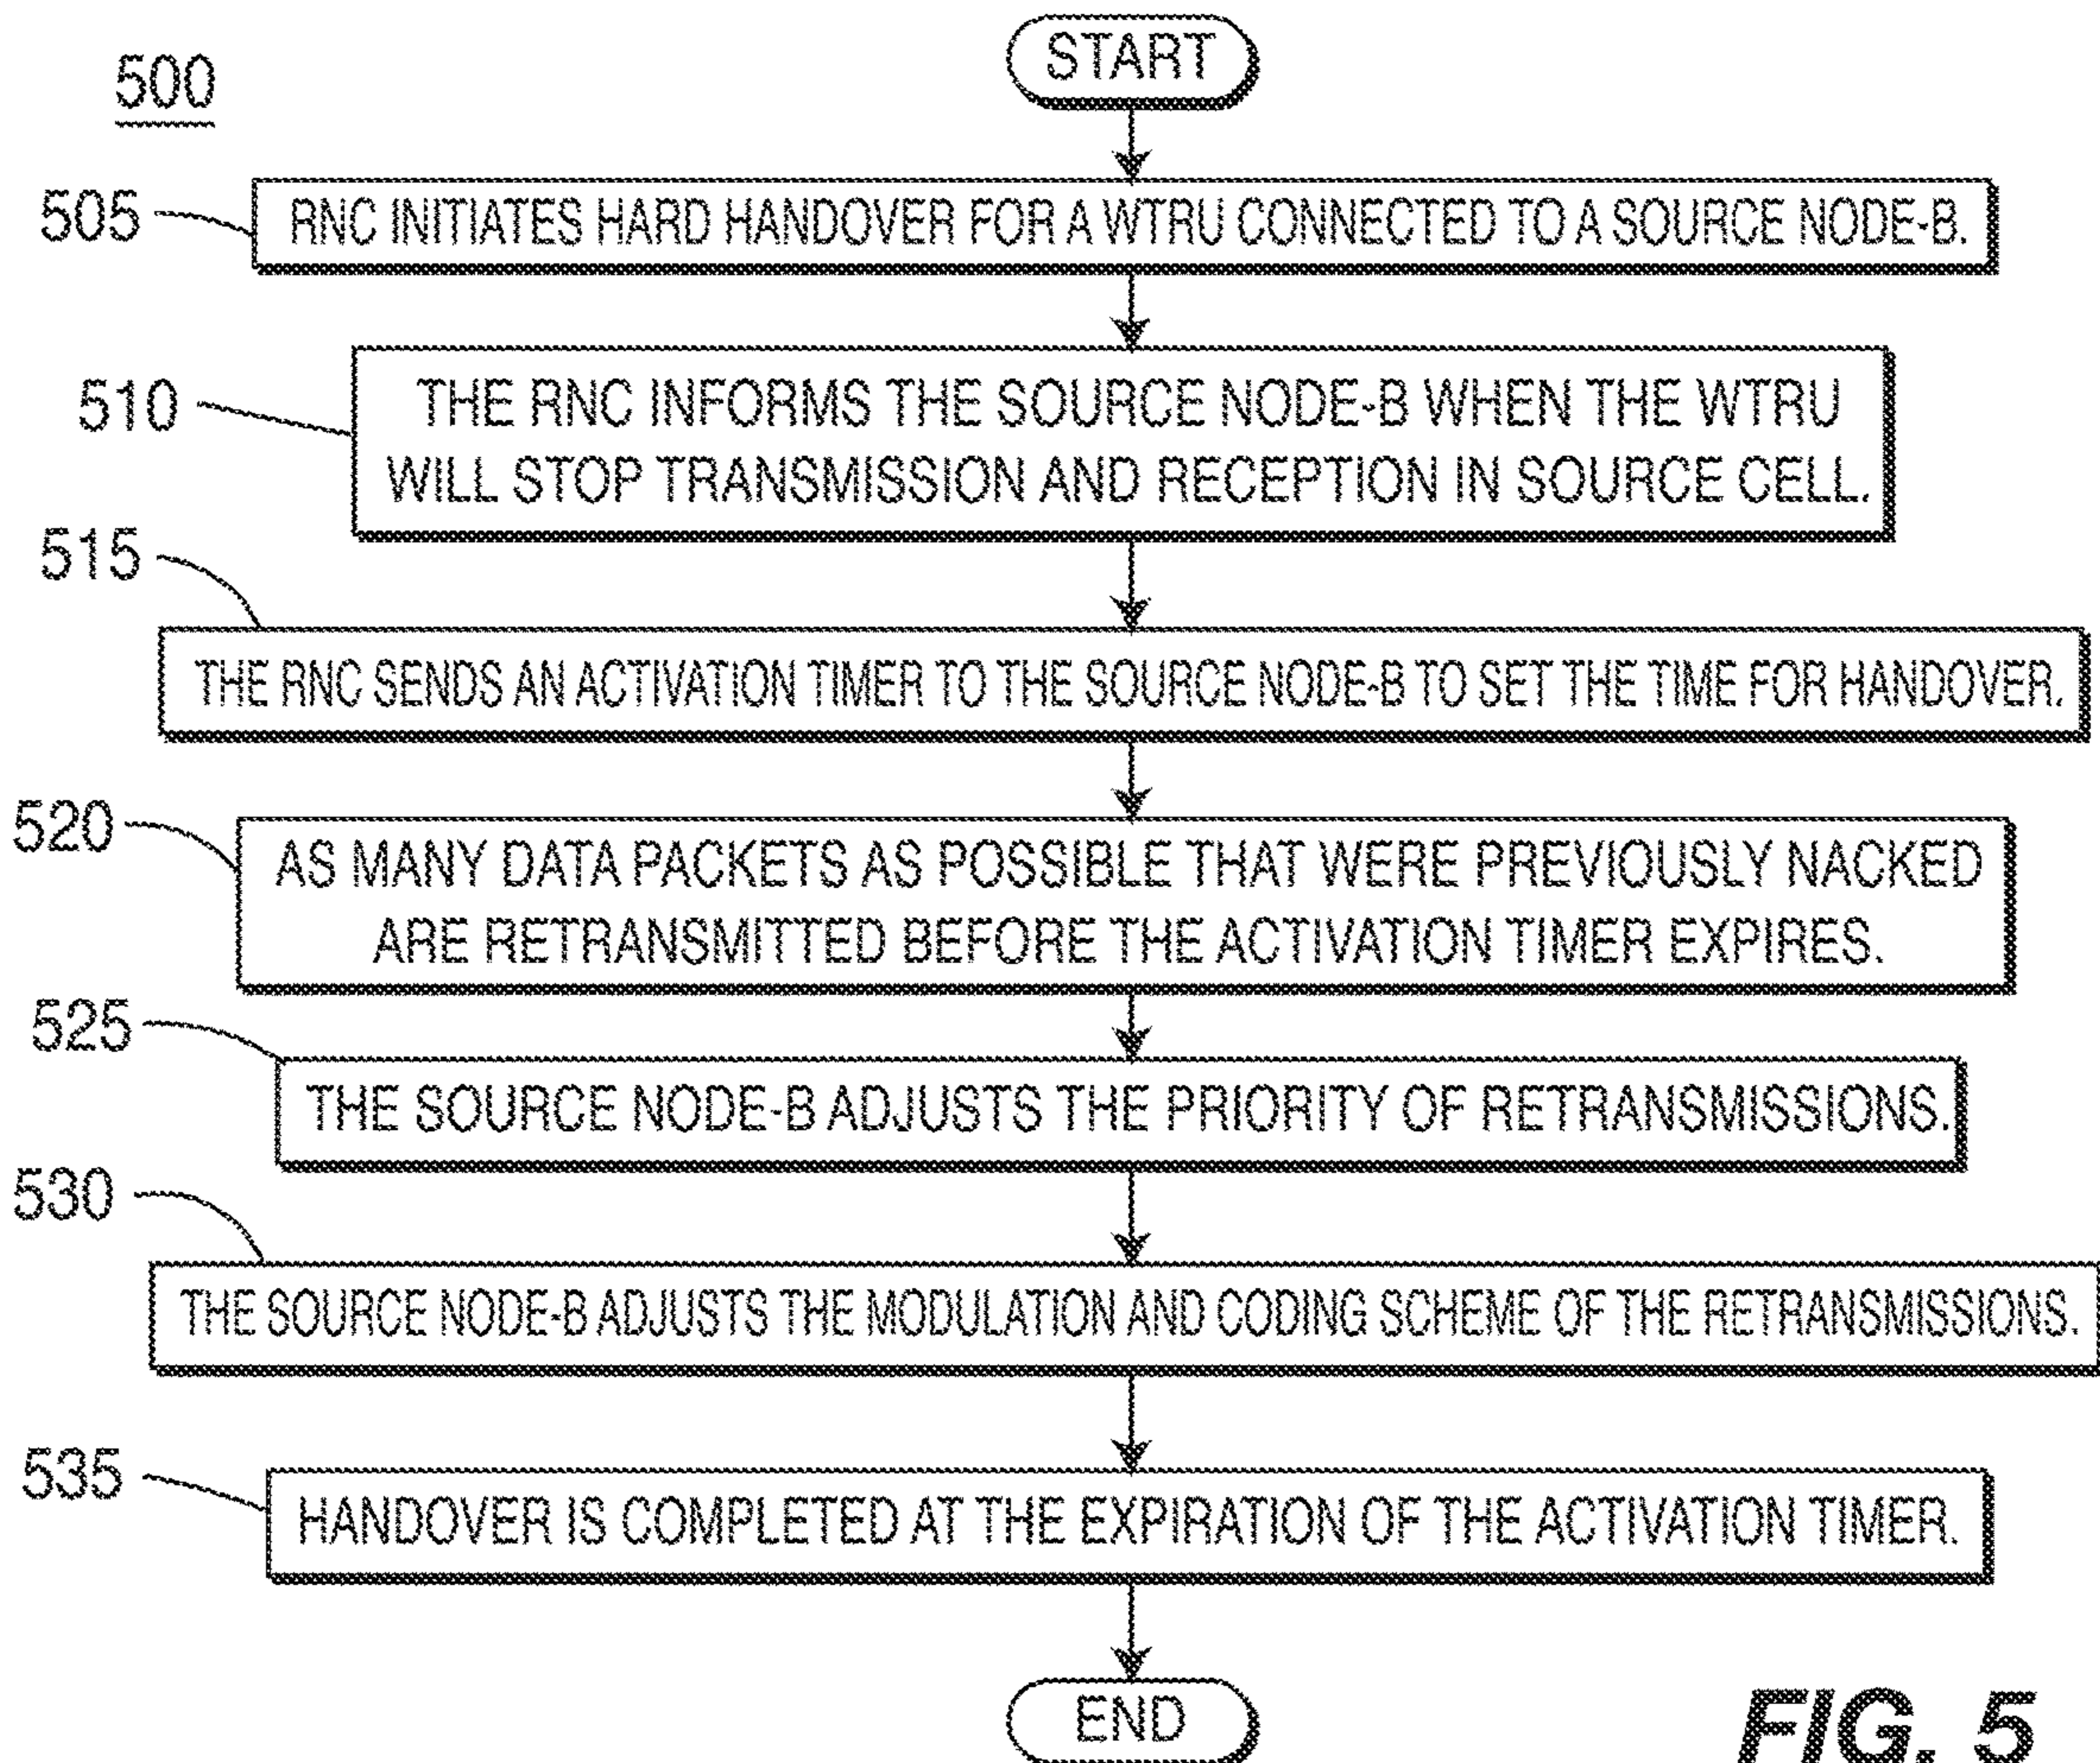 START
500
505
RNC INITIATES HARD HANDOVER FOR A WTRU CONNECTED TO A SOURCE NODE-B.
510
THE RNC INFORMS THE SOURCE NODE-B WHEN THE WTRU
WILL STOP TRANSMISSION AND RECEPTION IN SOURCE CELL.
515
THE RNC SENDS AN ACTIVATION TIMER TO THE SOURCE NODE-B TO SET THE TIME FOR HANDOVER.
520
AS MANY DATA PACKETS AS POSSIBLE THAT WERE PREVIOUSLY NACKED
ARE RETRANSMITTED BEFORE THE ACTIVATION TIMER EXPIRES.
525
THE SOURCE NODE-B ADJUSTS THE PRIORITY OF RETRANSMISSIONS.
530
THE SOURCE NODE-B ADJUSTS THE MODULATION AND CODING SCHEME OF THE RETRANSMISSIONS.
535
HANDOVER IS COMPLETED AT THE EXPIRATION OF THE ACTIVATION TIMER.
END
FIG. 5